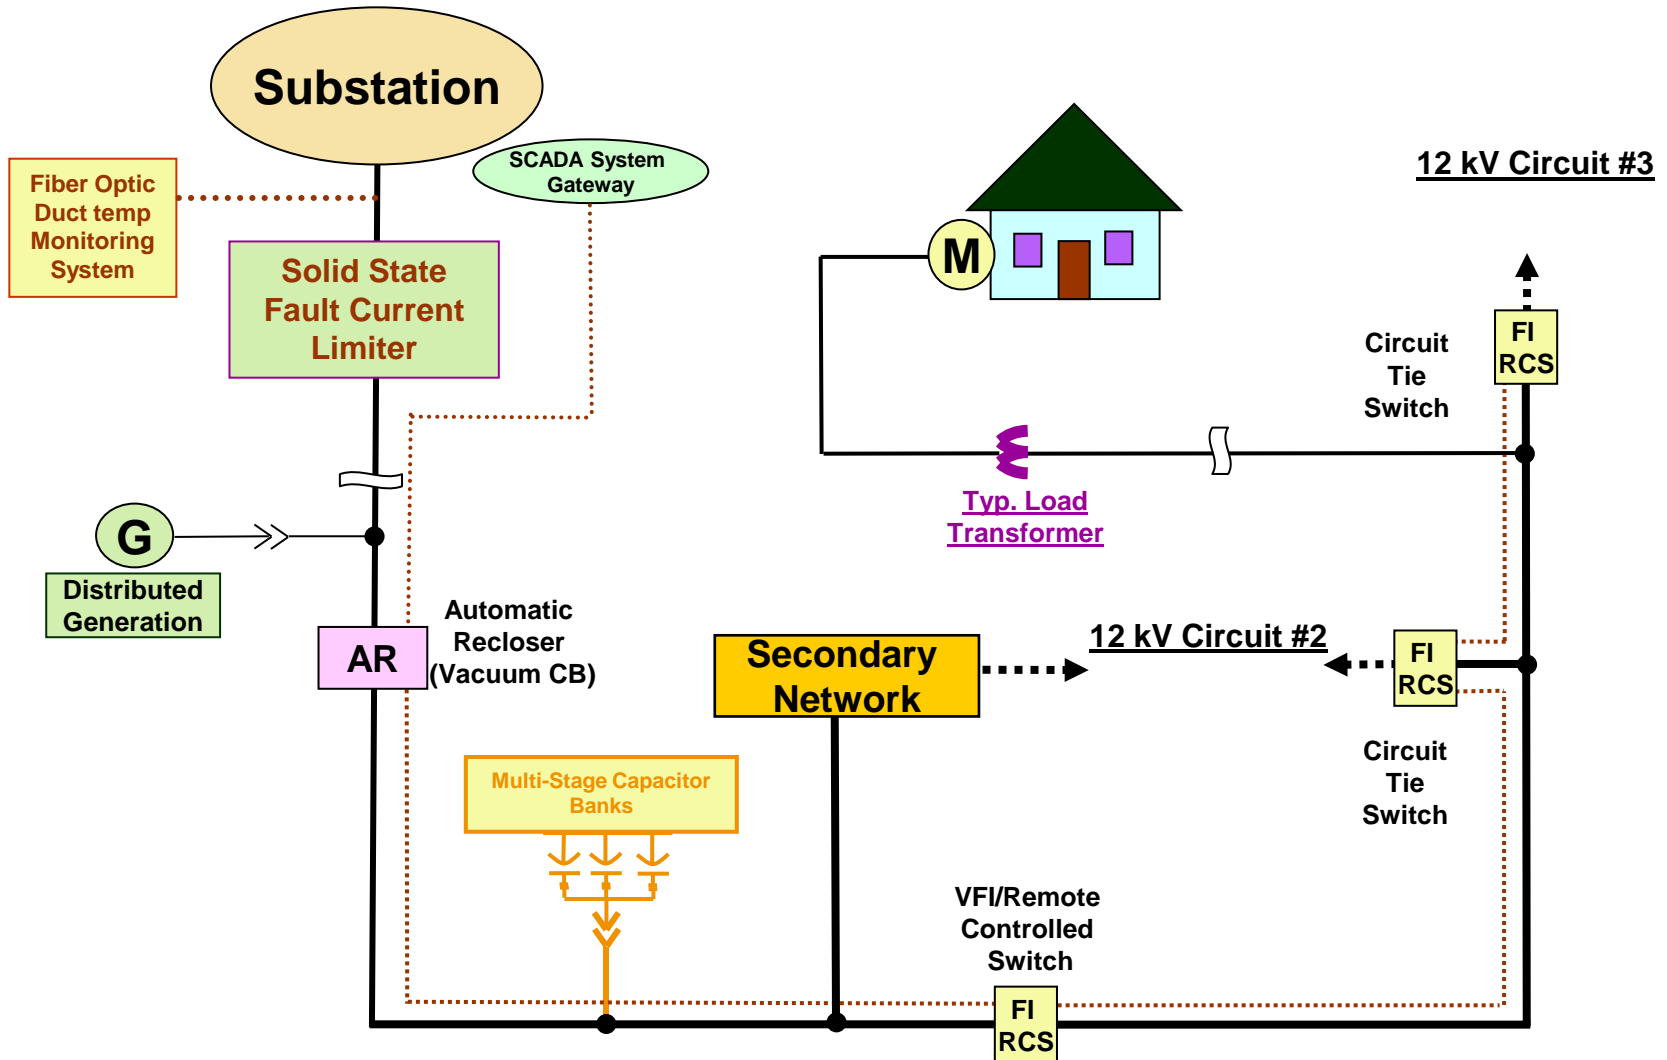 Substation
SCADA System
Gateway
12 kV Circuit #3
Fiber Optic
Duct temp
Monitoring
System
Solid State
Fault Current
Limiter
M
FI
RCS
Circuit
Tie
Switch
Typ. Load
Transformer
G
Distributed
Generation
Automatic
Recloser
(Vacuum CB)
AR
Secondary
Network
12 kV Circuit #2
FI
RCS
Circuit
Tie
Switch
Multi-Stage Capacitor
Banks
VFI/Remote
Controlled
Switch
FI
RCS